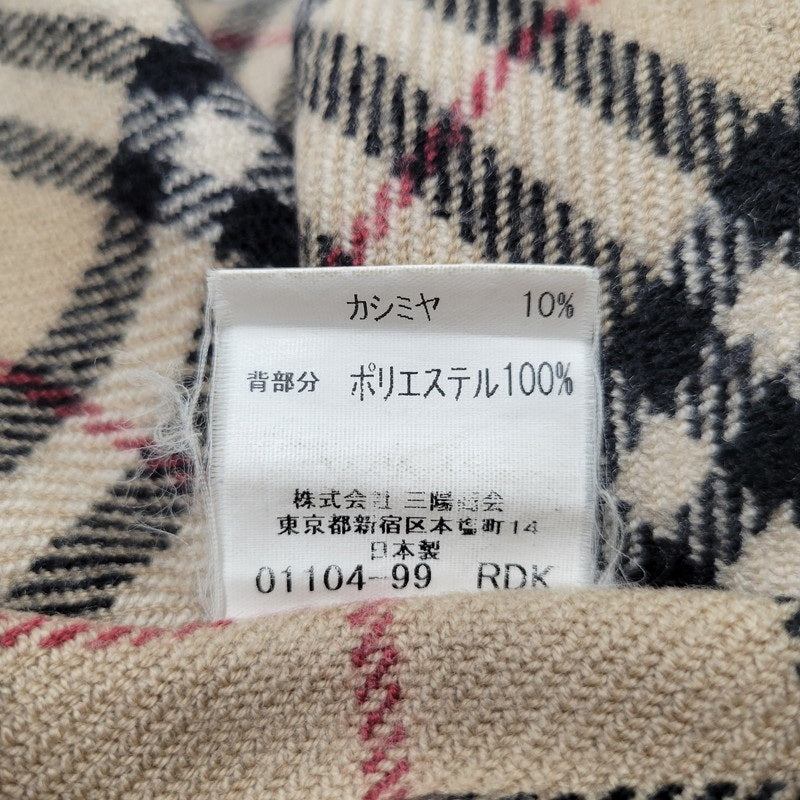 カシミヤ 10%
背部分 ポリエステル100%
株式会社 三陽商会
東京都新宿区本塩町14
日本製
01104-99 RDK